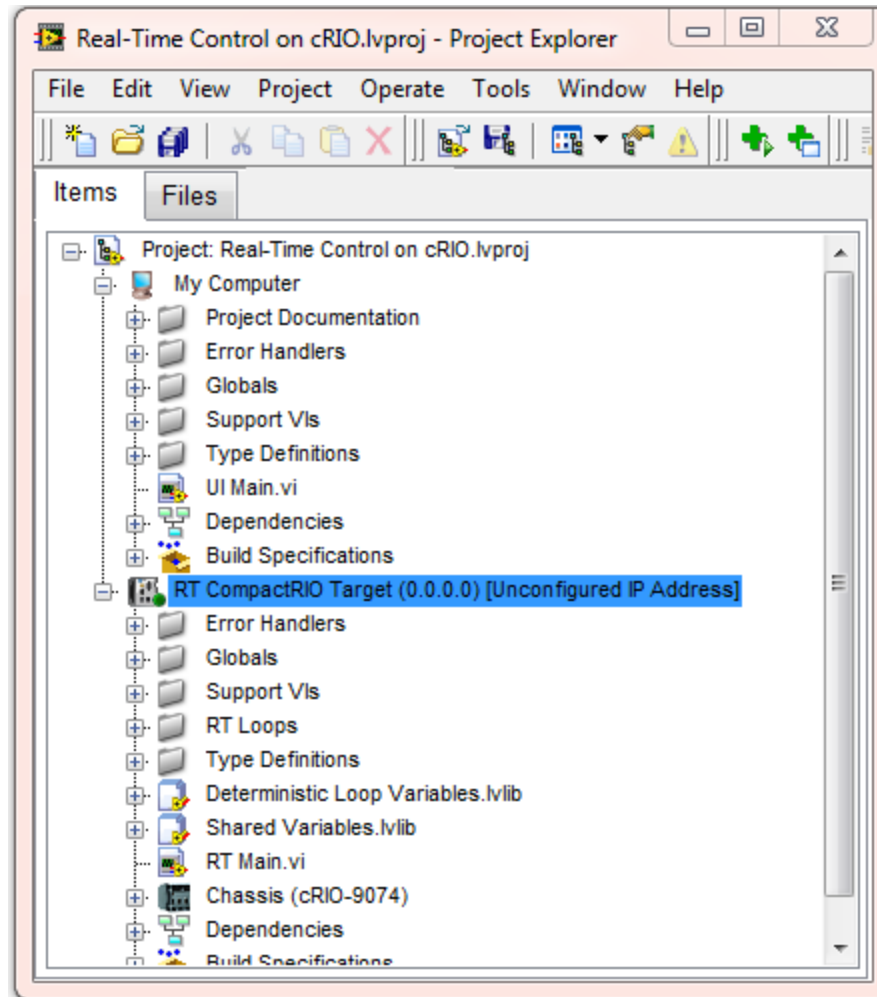 Real-Time Control on cRIO.lvproj - Project Explorer
File Edit View Project Operate Tools Window Help
Items Files
Project: Real-Time Control on cRIO.lvproj
My Computer
Project Documentation
Error Handlers
Globals
Support VIs
Type Definitions
UI Main.vi
Dependencies
Build Specifications
RT CompactRIO Target (0.0.0.0) [Unconfigured IP Address]
Error Handlers
Globals
Support VIs
RT Loops
Type Definitions
Deterministic Loop Variables.lvlib
Shared Variables.lvlib
RT Main.vi
Chassis (cRIO-9074)
Dependencies
Build Specifications